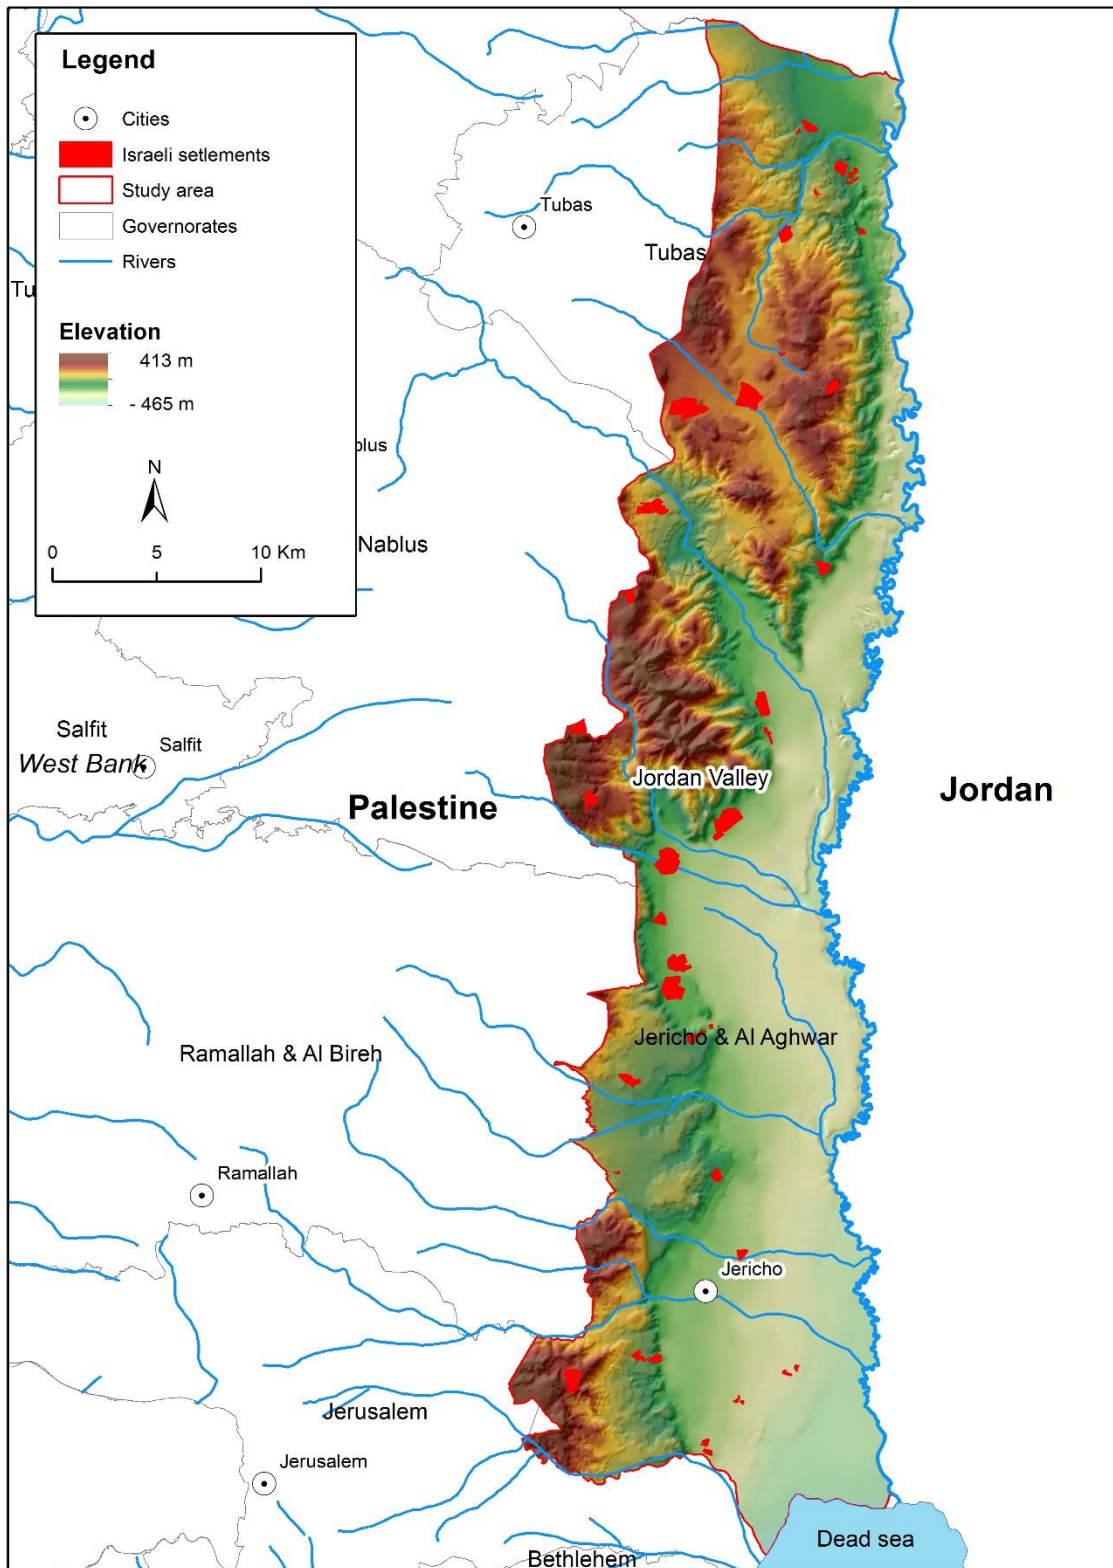 Legend
Cities
Israeli setlements
Study area
Governorates
Rivers
Elevation
413 m
- 465 m
N
0 5 10 Km
Tubas
Tubas
Tu
blus
Nablus
Salfit
Salfit
West Bank
Palestine
Jordan Valley
Jordan
Jericho & Al Aghwar
Ramallah & Al Bireh
Ramallah
Jericho
Jerusalem
Jerusalem
Dead sea
Bethlehem